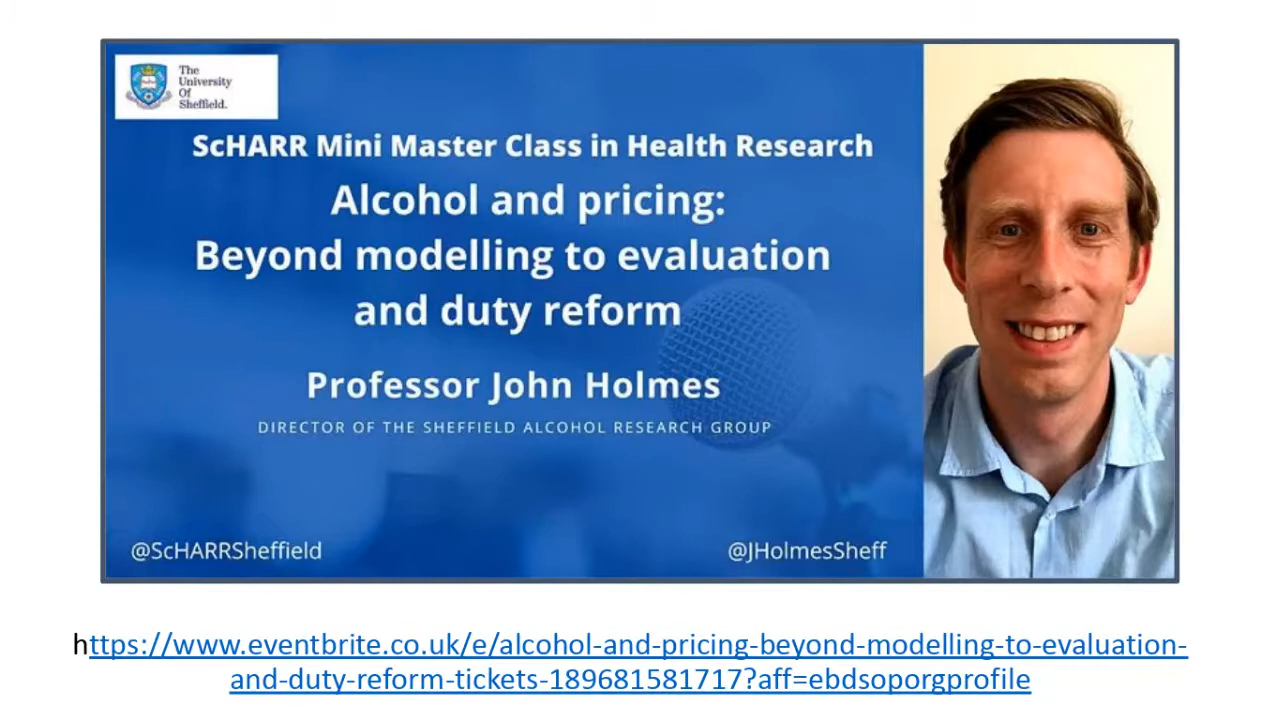 The
University
Of
Sheffield.
ScHARR Mini Master Class in Health Research
Alcohol and pricing:
Beyond modelling to evaluation
and duty reform
Professor John Holmes
DIRECTOR OF THE SHEFFIELD ALCOHOL RESEARCH GROUP
@ScHARRSheffield
@JHolmesSheff
https://www.eventbrite.co.uk/e/alcohol-and-pricing-beyond-modelling-to-evaluation-
and-duty-reform-tickets-189681581717?aff=ebdsoporgprofile